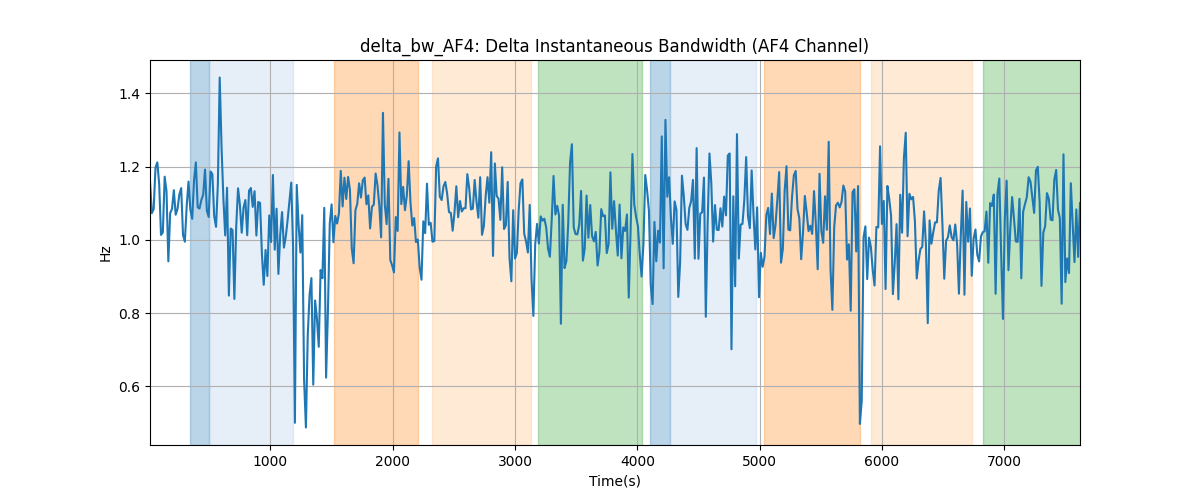 delta_bw_AF4: Delta Instantaneous Bandwidth (AF4 Channel)
Hz
1.4
1.2
1.0
0.8
0.6
1000 2000 3000 4000 5000 6000 7000
Time(s)